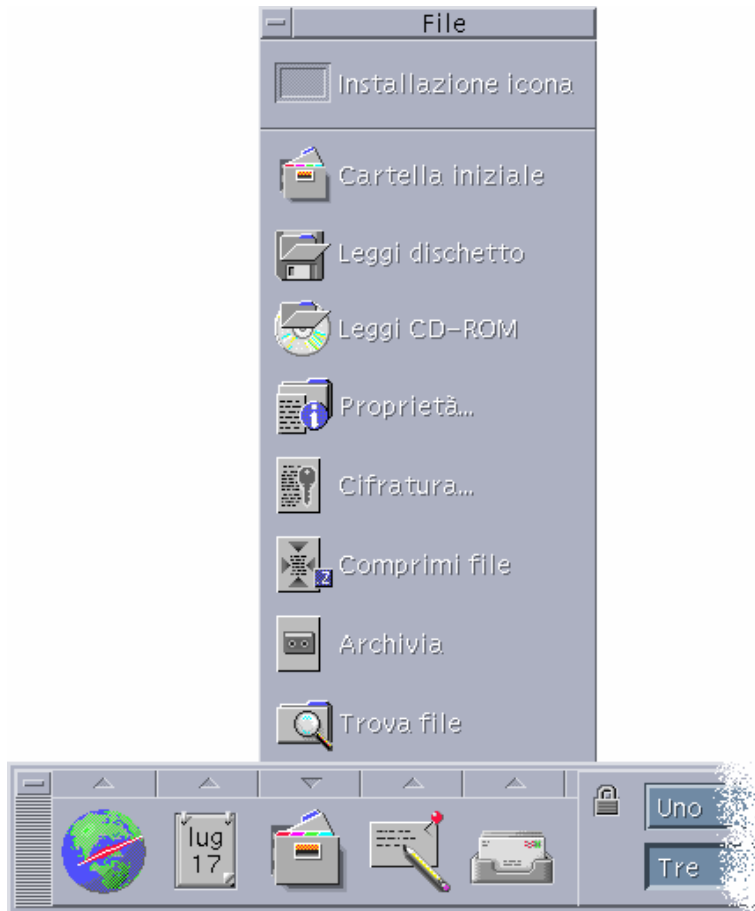 File
Installazione icona
Cartella iniziale
Leggi dischetto
Leggi CD-ROM
Proprietà...
Cifratura...
.Z
Comprimi file
Archivia
Trova file
lug
17
Uno
Tre